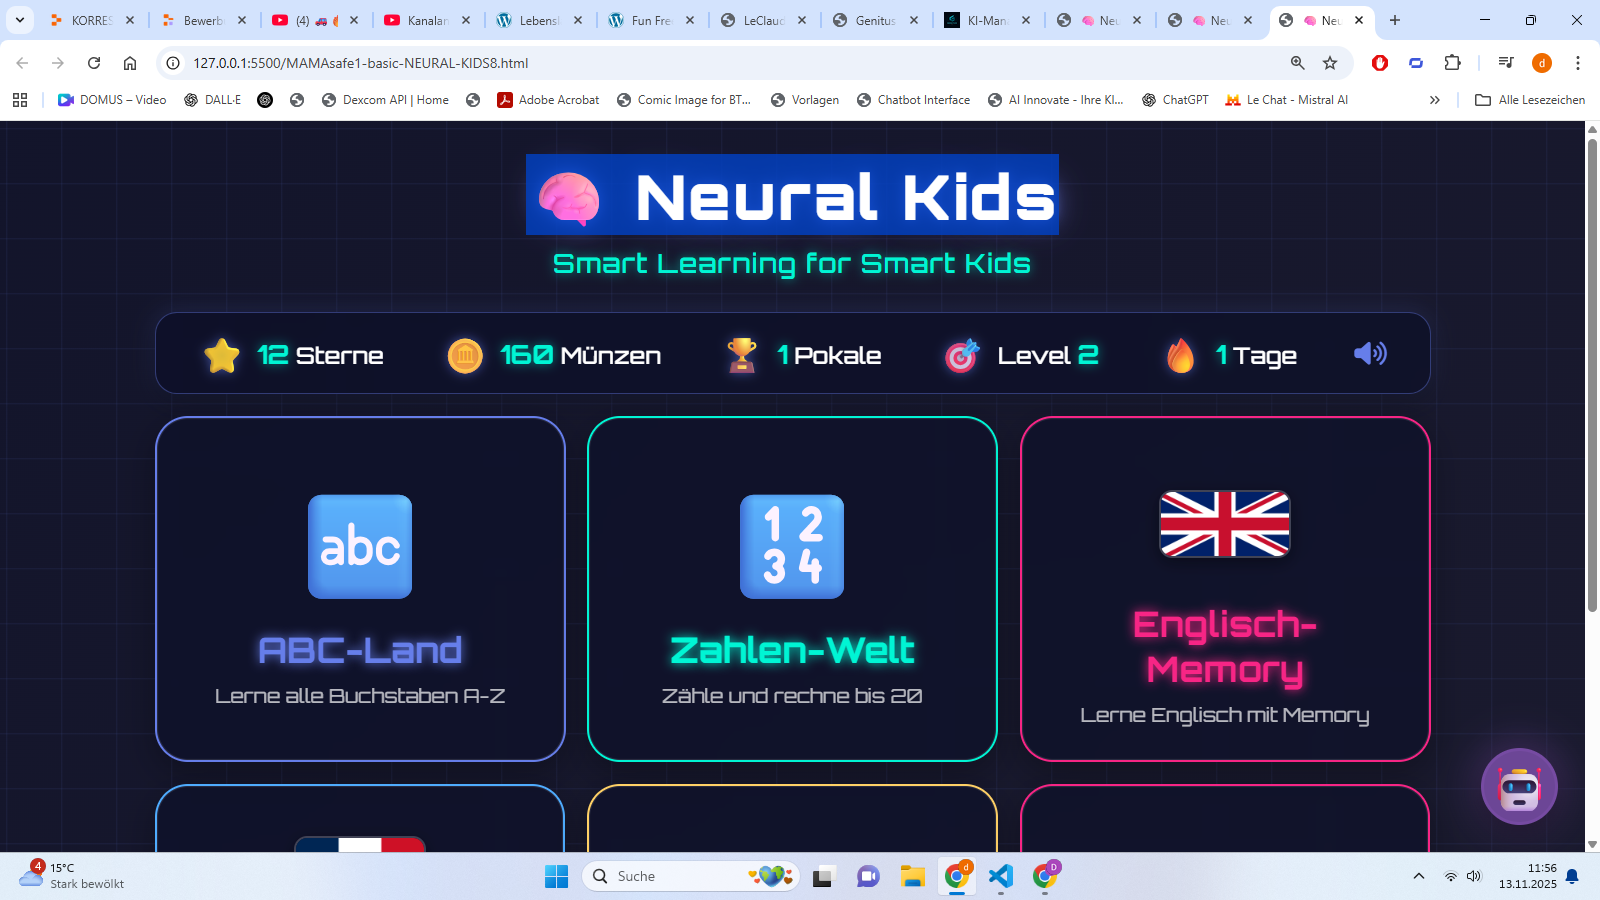 KORRES
Bewerb
(4)
Kanalan
Lebensl
Fun Fre
LeClaud
Genitus
KI-Mana
Neu
Neu
Neu
127.0.0.1:5500/MAMAsafe1-basic-NEURAL-KIDS8.html
d
DOMUS – Video
DALL·E
Dexcom API | Home
Adobe Acrobat
Comic Image for BT...
Vorlagen
Chatbot Interface
AI Innovate - Ihre KI...
ChatGPT
Le Chat - Mistral AI
Alle Lesezeichen
Neural Kids
Smart Learning for Smart Kids
12 Sterne
160 Münzen
1 Pokale
Level 2
1 Tage
abc
1 2
3 4
ABC-Land
Lerne alle Buchstaben A-Z
Zahlen-Welt
Zähle und rechne bis 20
Englisch-
Memory
Lerne Englisch mit Memory
4
15°C
Stark bewölkt
Suche
d
D
11:56
13.11.2025